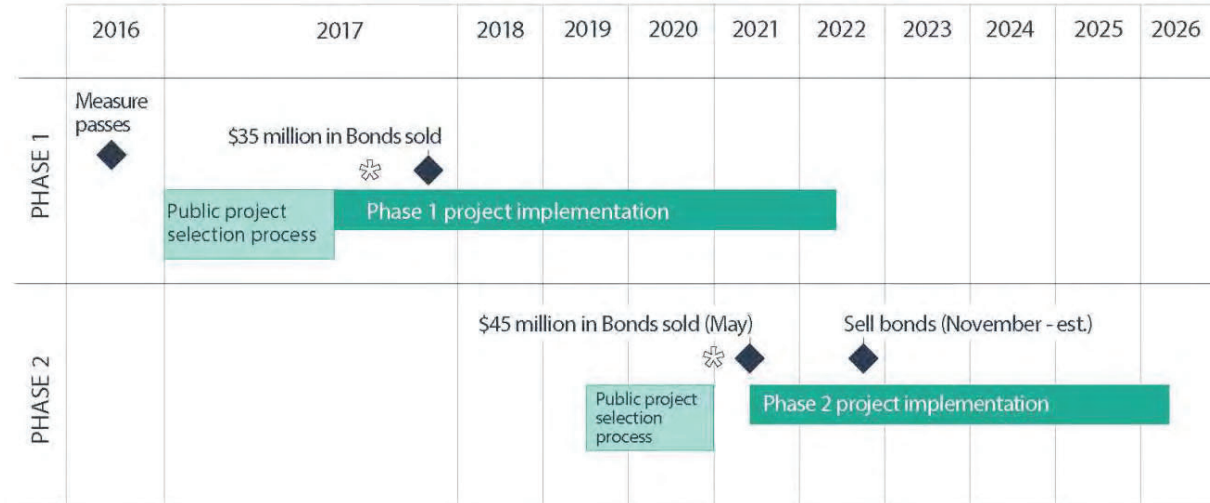 2016 2017 2018 2019 2020 2021 2022 2023 2024 2025 2026
PHASE 1
Measure
passes
$35 million in Bonds sold
Public project
selection process
Phase 1 project implementation
PHASE 2
$45 million in Bonds sold (May)
Sell bonds (November - est.)
Public project
selection
process
Phase 2 project implementation